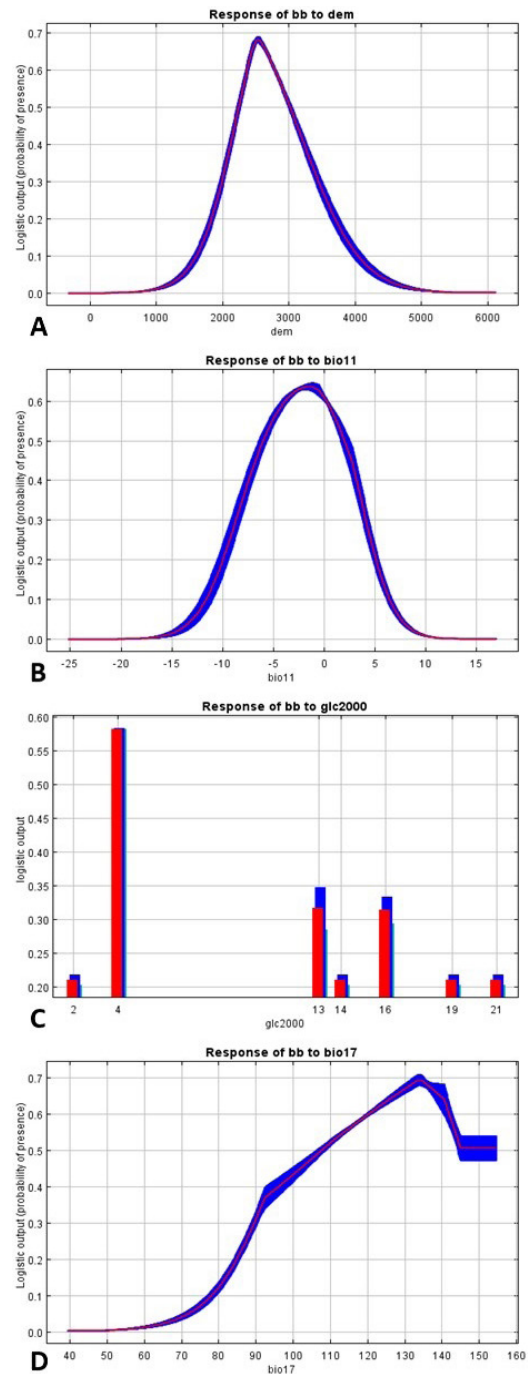 Response of bb to dem
Logistic output (probability of presence)
0.7
0.6
0.5
0.4
0.3
0.2
0.1
0.0
0 1000 2000 3000 4000 5000 6000
dem
A
Response of bb to bio11
Logistic output (probability of presence)
0.6
0.5
0.4
0.3
0.2
0.1
0.0
-25 -20 -15 -10 -5 0 5 10 15
bio11
B
Response of bb to glc2000
logistic output
0.60
0.55
0.50
0.45
0.40
0.35
0.30
0.25
0.20
2 4 13 14 16 19 21
glc2000
C
Response of bb to bio17
Logistic output (probability of presence)
0.7
0.6
0.5
0.4
0.3
0.2
0.1
0.0
40 50 60 70 80 90 100 110 120 130 140 150 160
bio17
D